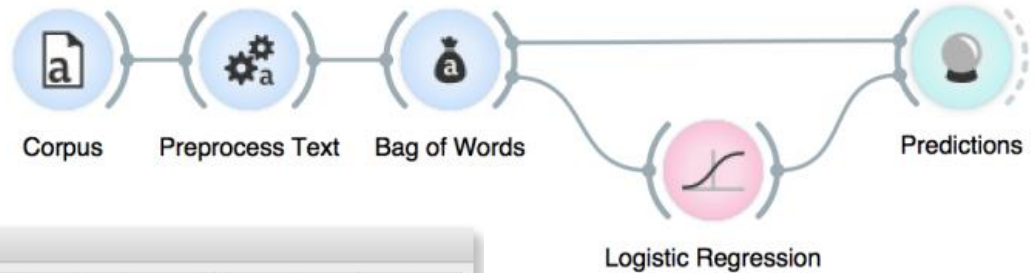 a
a
a
Corpus
Preprocess Text
Bag of Words
Predictions
Logistic Regression